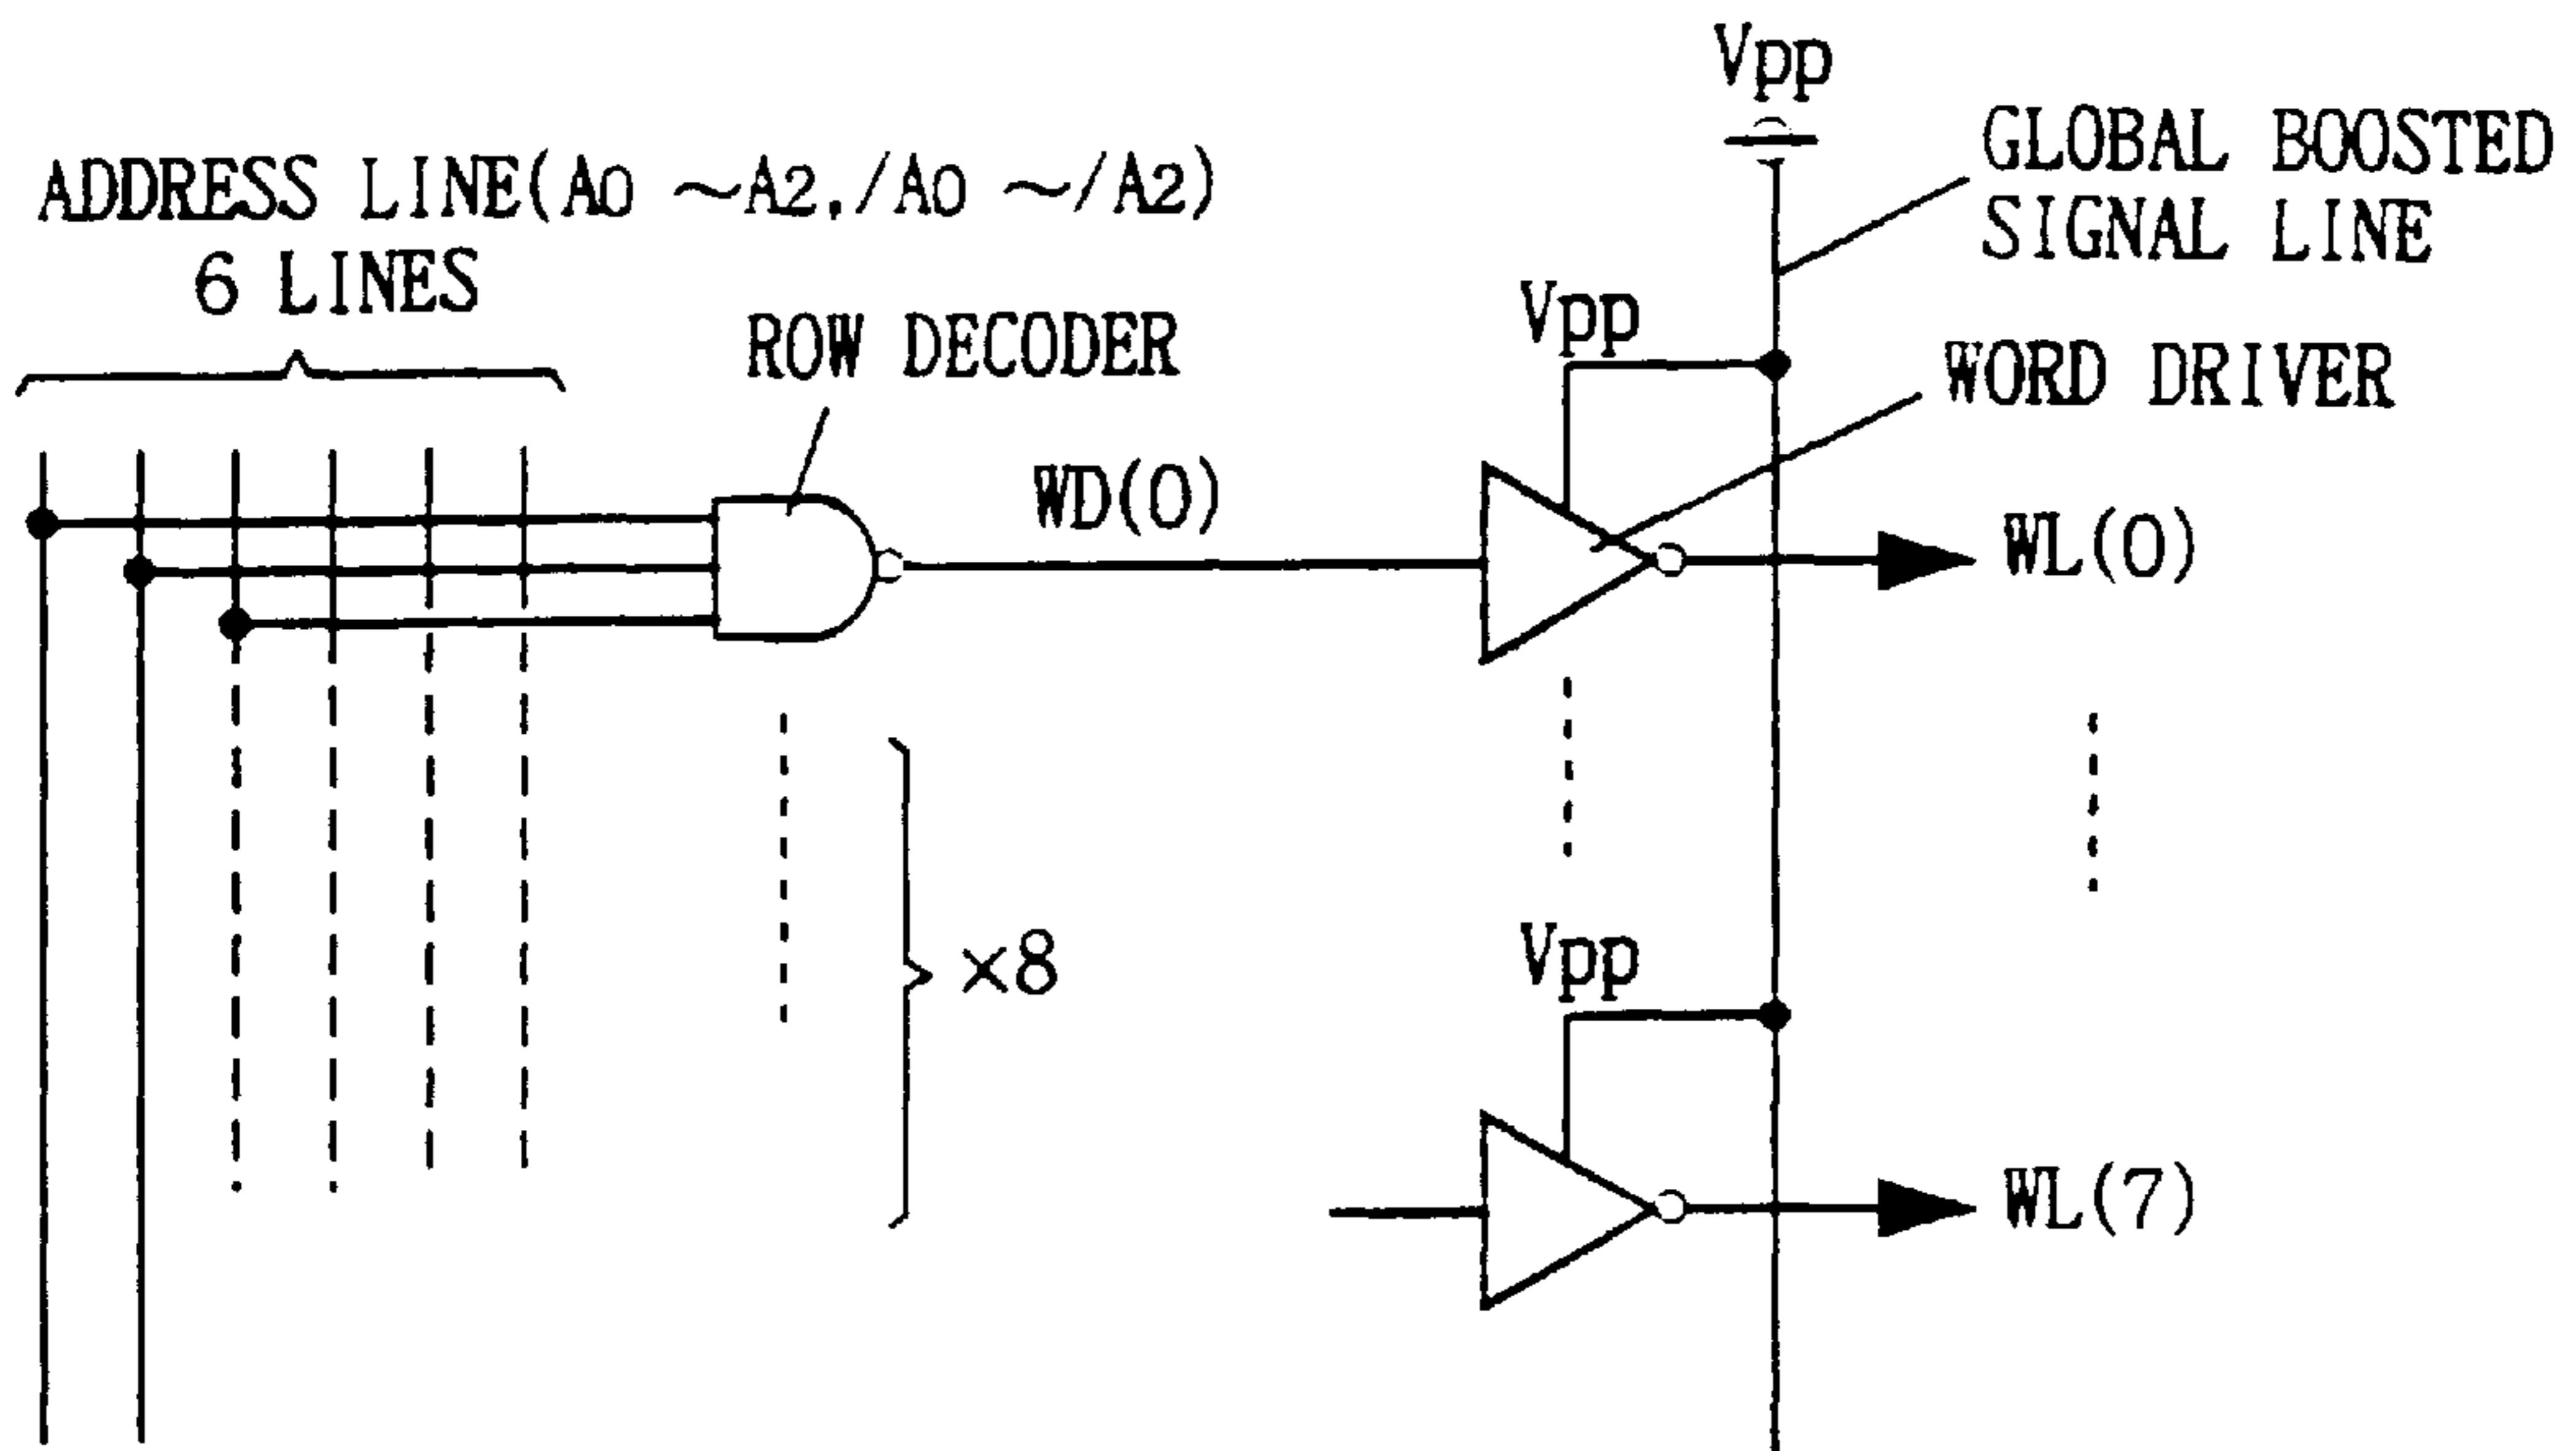 Vpp
GLOBAL BOOSTED
SIGNAL LINE
ADDRESS LINE(A0 ~A2,/A0 ~/A2)
6 LINES
ROW DECODER
Vpp
WORD DRIVER
WD(0)
WL(0)
×8
Vpp
WL(7)